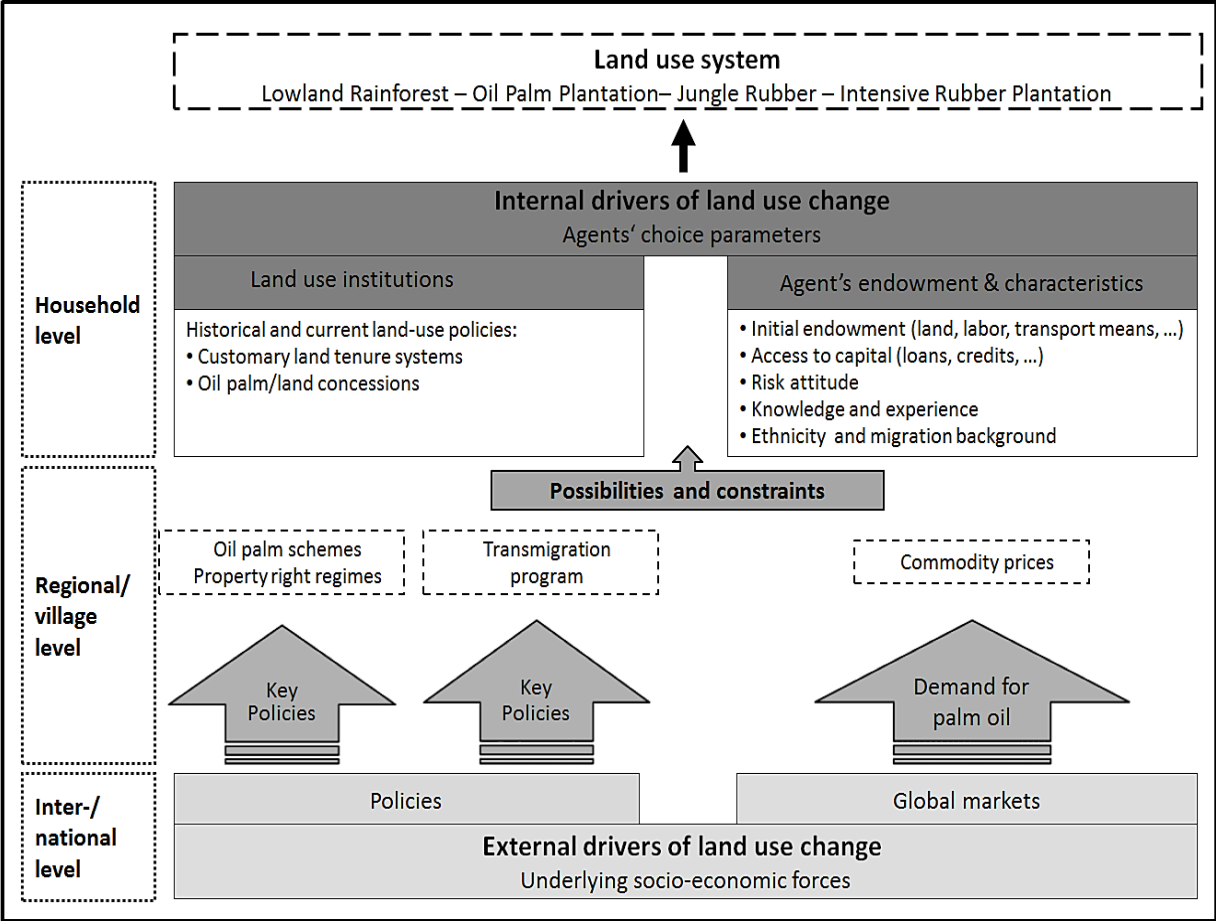 Land use system
Lowland Rainforest – Oil Palm Plantation– Jungle Rubber – Intensive Rubber Plantation
Household
level
Internal drivers of land use change
Agents‘ choice parameters
Land use institutions
Historical and current land-use policies:
• Customary land tenure systems
• Oil palm/land concessions
Agent’s endowment & characteristics
• Initial endowment (land, labor, transport means, ...)
• Access to capital (loans, credits, ...)
• Risk attitude
• Knowledge and experience
• Ethnicity and migration background
Possibilities and constraints
Regional/
village
level
Oil palm schemes
Property right regimes
Transmigration
program
Commodity prices
Key
Policies
Key
Policies
Demand for
palm oil
Inter-/
national
level
Policies
Global markets
External drivers of land use change
Underlying socio-economic forces